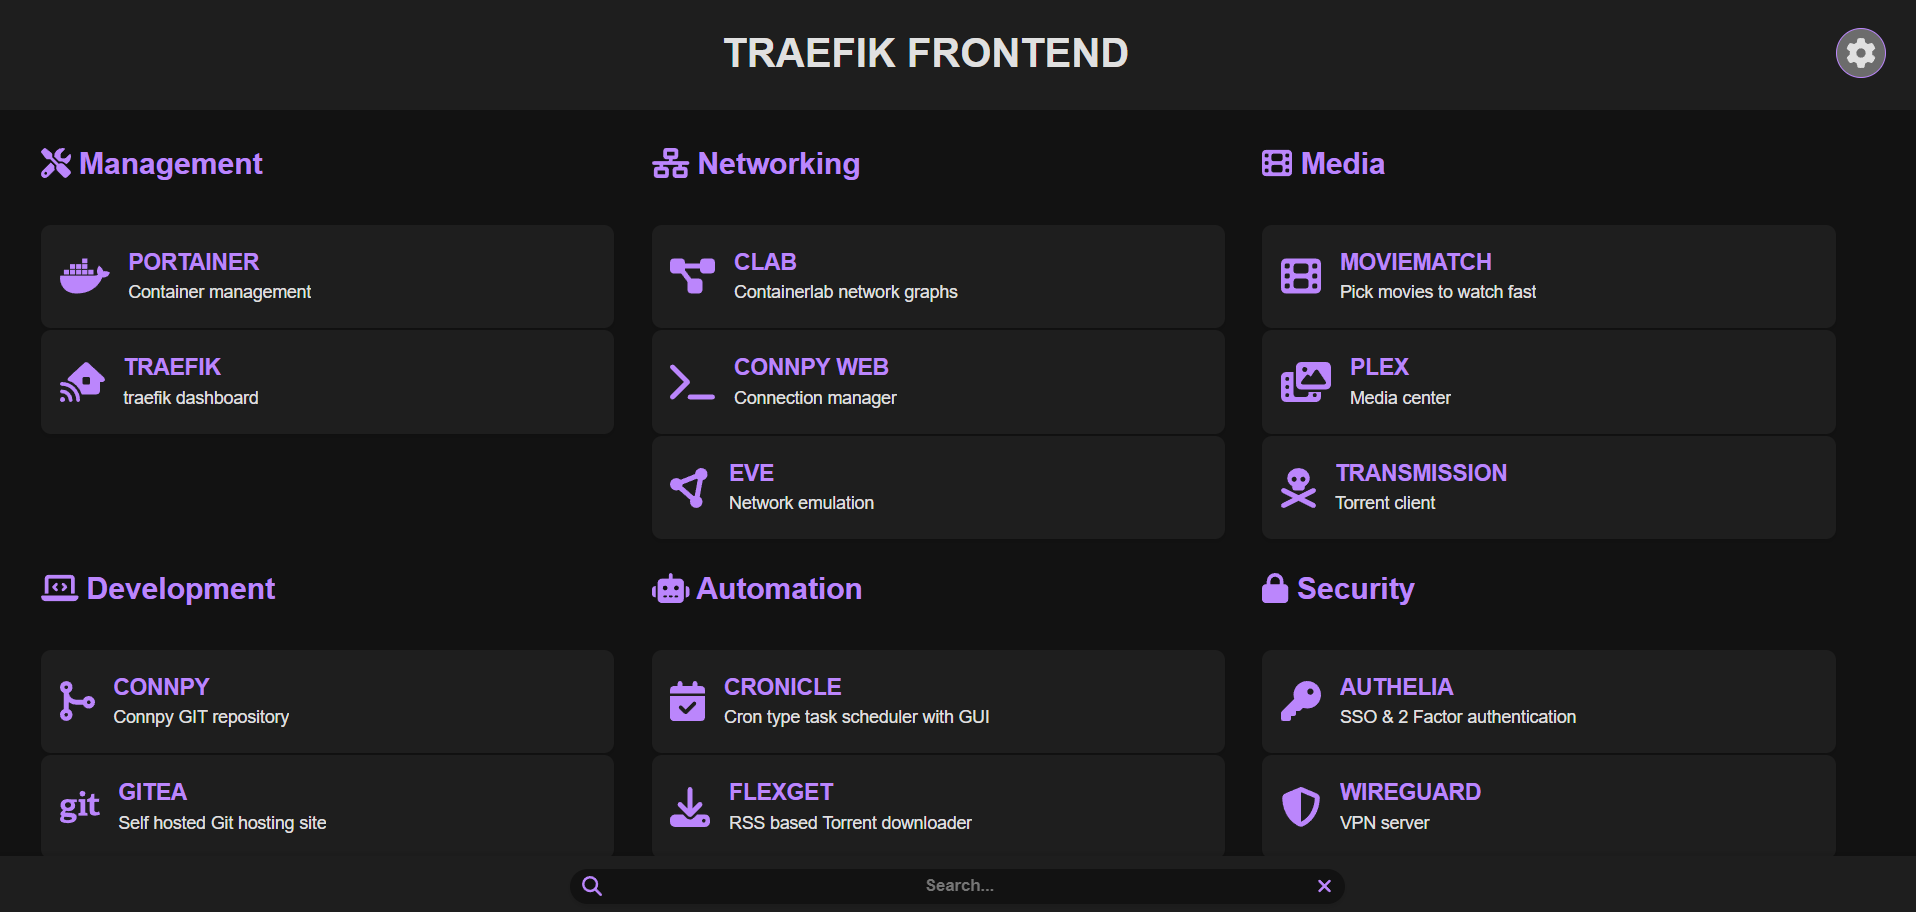 TRAEFIK FRONTEND
Management
PORTAINER
Container management
TRAEFIK
traefik dashboard
Networking
CLAB
Containerlab network graphs
CONNPY WEB
Connection manager
EVE
Network emulation
Media
MOVIEMATCH
Pick movies to watch fast
PLEX
Media center
TRANSMISSION
Torrent client
Development
CONNPY
Connpy GIT repository
git
GITEA
Self hosted Git hosting site
Automation
CRONICLE
Cron type task scheduler with GUI
FLEXGET
RSS based Torrent downloader
Security
AUTHELIA
SSO & 2 Factor authentication
WIREGUARD
VPN server
Search...